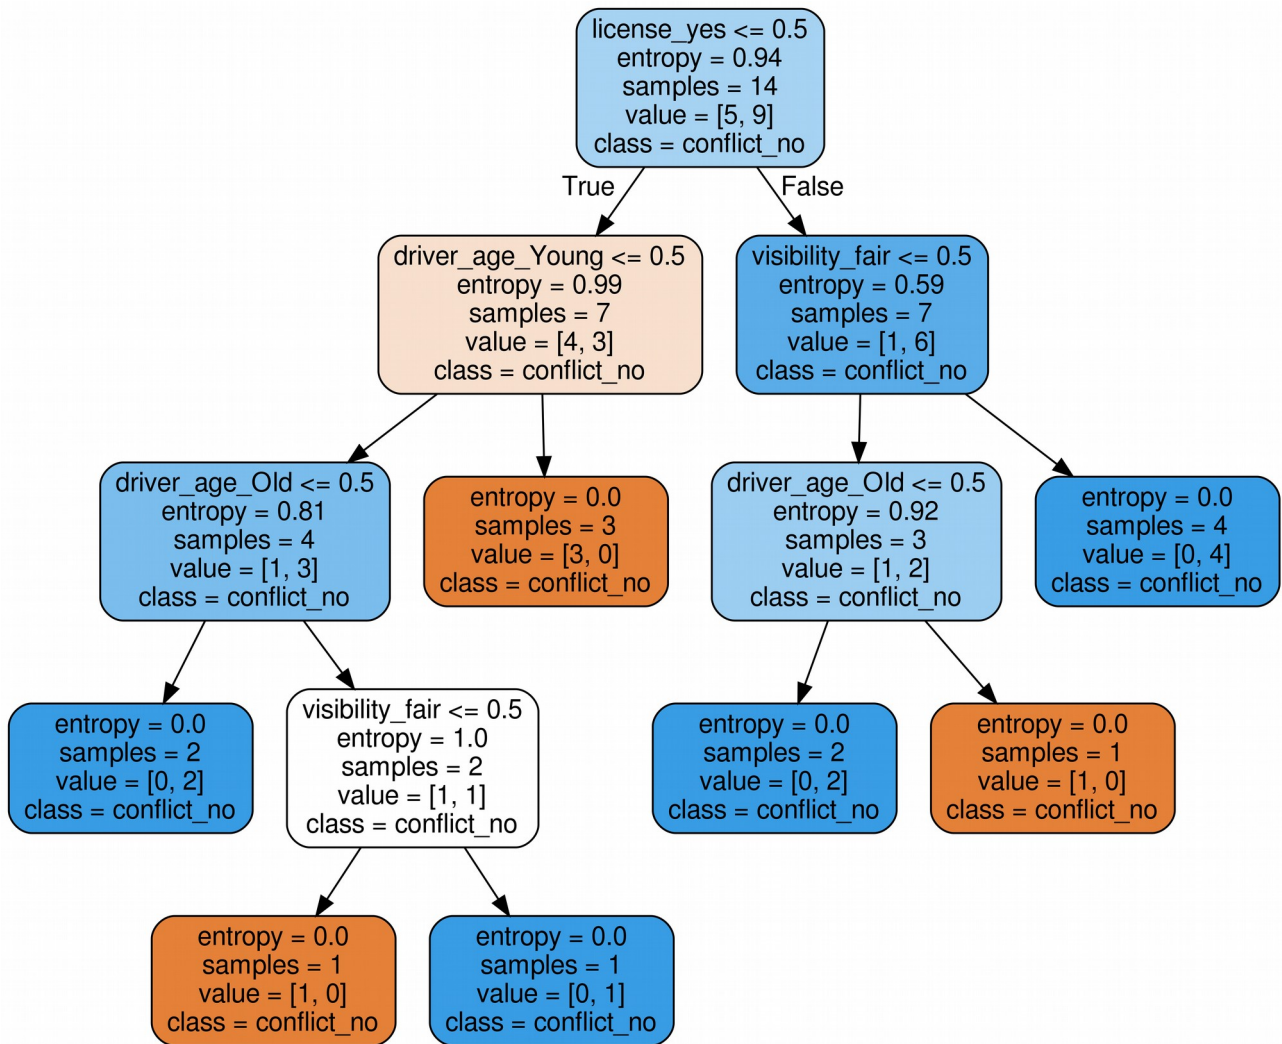 license_yes <= 0.5
entropy = 0.94
samples = 14
value = [5, 9]
class = conflict_no
True
False
driver_age_Young <= 0.5
entropy = 0.99
samples = 7
value = [4, 3]
class = conflict_no
visibility_fair <= 0.5
entropy = 0.59
samples = 7
value = [1, 6]
class = conflict_no
driver_age_Old <= 0.5
entropy = 0.81
samples = 4
value = [1, 3]
class = conflict_no
entropy = 0.0
samples = 3
value = [3, 0]
class = conflict_no
driver_age_Old <= 0.5
entropy = 0.92
samples = 3
value = [1, 2]
class = conflict_no
entropy = 0.0
samples = 4
value = [0, 4]
class = conflict_no
entropy = 0.0
samples = 2
value = [0, 2]
class = conflict_no
visibility_fair <= 0.5
entropy = 1.0
samples = 2
value = [1, 1]
class = conflict_no
entropy = 0.0
samples = 2
value = [0, 2]
class = conflict_no
entropy = 0.0
samples = 1
value = [1, 0]
class = conflict_no
entropy = 0.0
samples = 1
value = [1, 0]
class = conflict_no
entropy = 0.0
samples = 1
value = [0, 1]
class = conflict_no